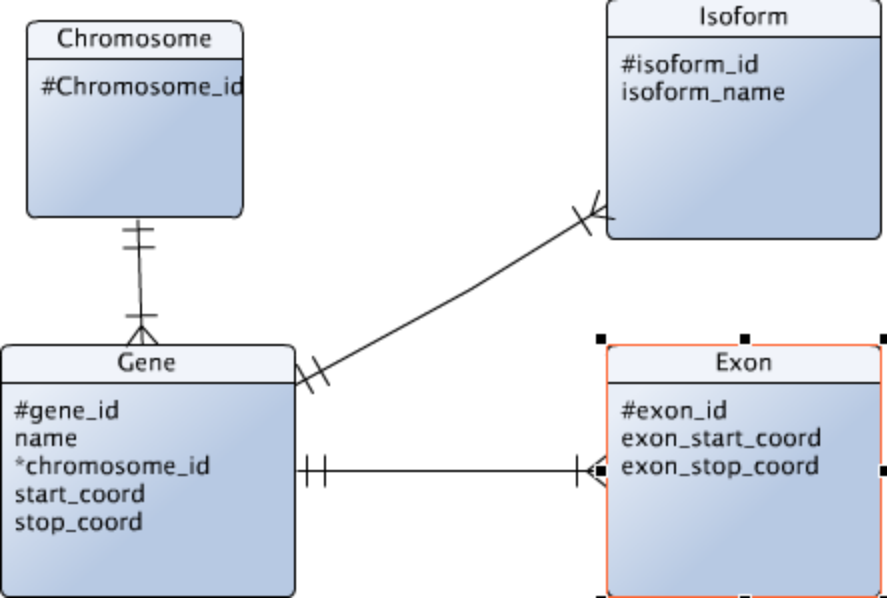 Chromosome
#Chromosome_id
Isoform
#isoform_id
isoform_name
Gene
#gene_id
name
*chromosome_id
start_coord
stop_coord
Exon
#exon_id
exon_start_coord
exon_stop_coord